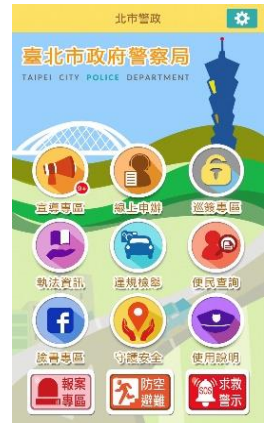 北市警政
臺北市政府警察局
TAIPEI CITY POLICE DEPARTMENT
9+
宣導專區 線上申辦 巡簽專區
執法資訊 違規檢舉 便民查詢
臉書專區 守護安全 使用說明
報案專區
防空避難
SOS 求救警示